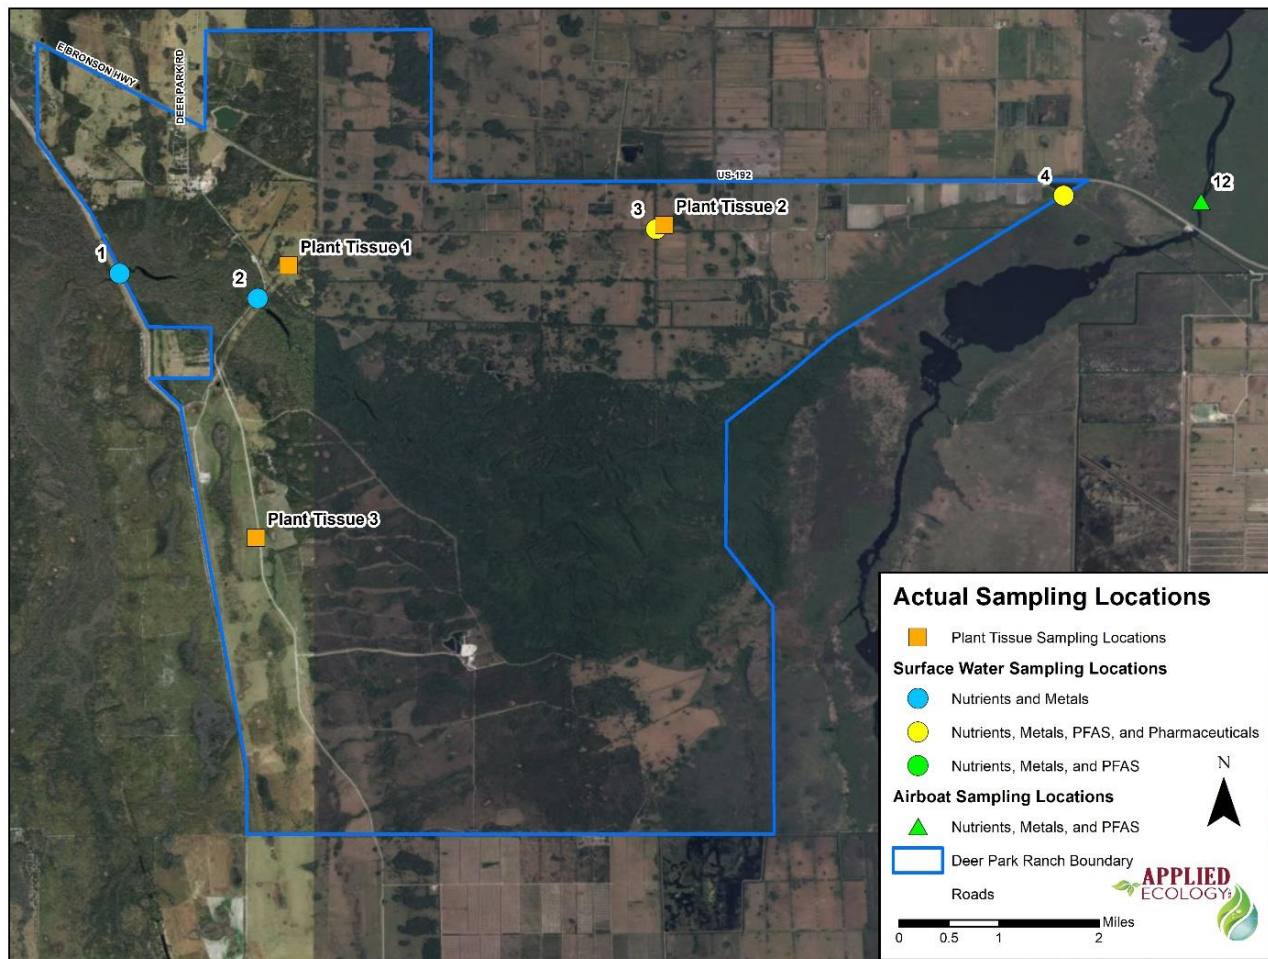 E BRONSON HWY
DEER PARK RD
US-192
1
2
3
4
12
Plant Tissue 1
Plant Tissue 2
Plant Tissue 3
Actual Sampling Locations
Plant Tissue Sampling Locations
Surface Water Sampling Locations
Nutrients and Metals
Nutrients, Metals, PFAS, and Pharmaceuticals
Nutrients, Metals, and PFAS
Airboat Sampling Locations
Nutrients, Metals, and PFAS
Deer Park Ranch Boundary
Roads
N
APPLIED
ECOLOGY
Miles
0 0.5 1 2